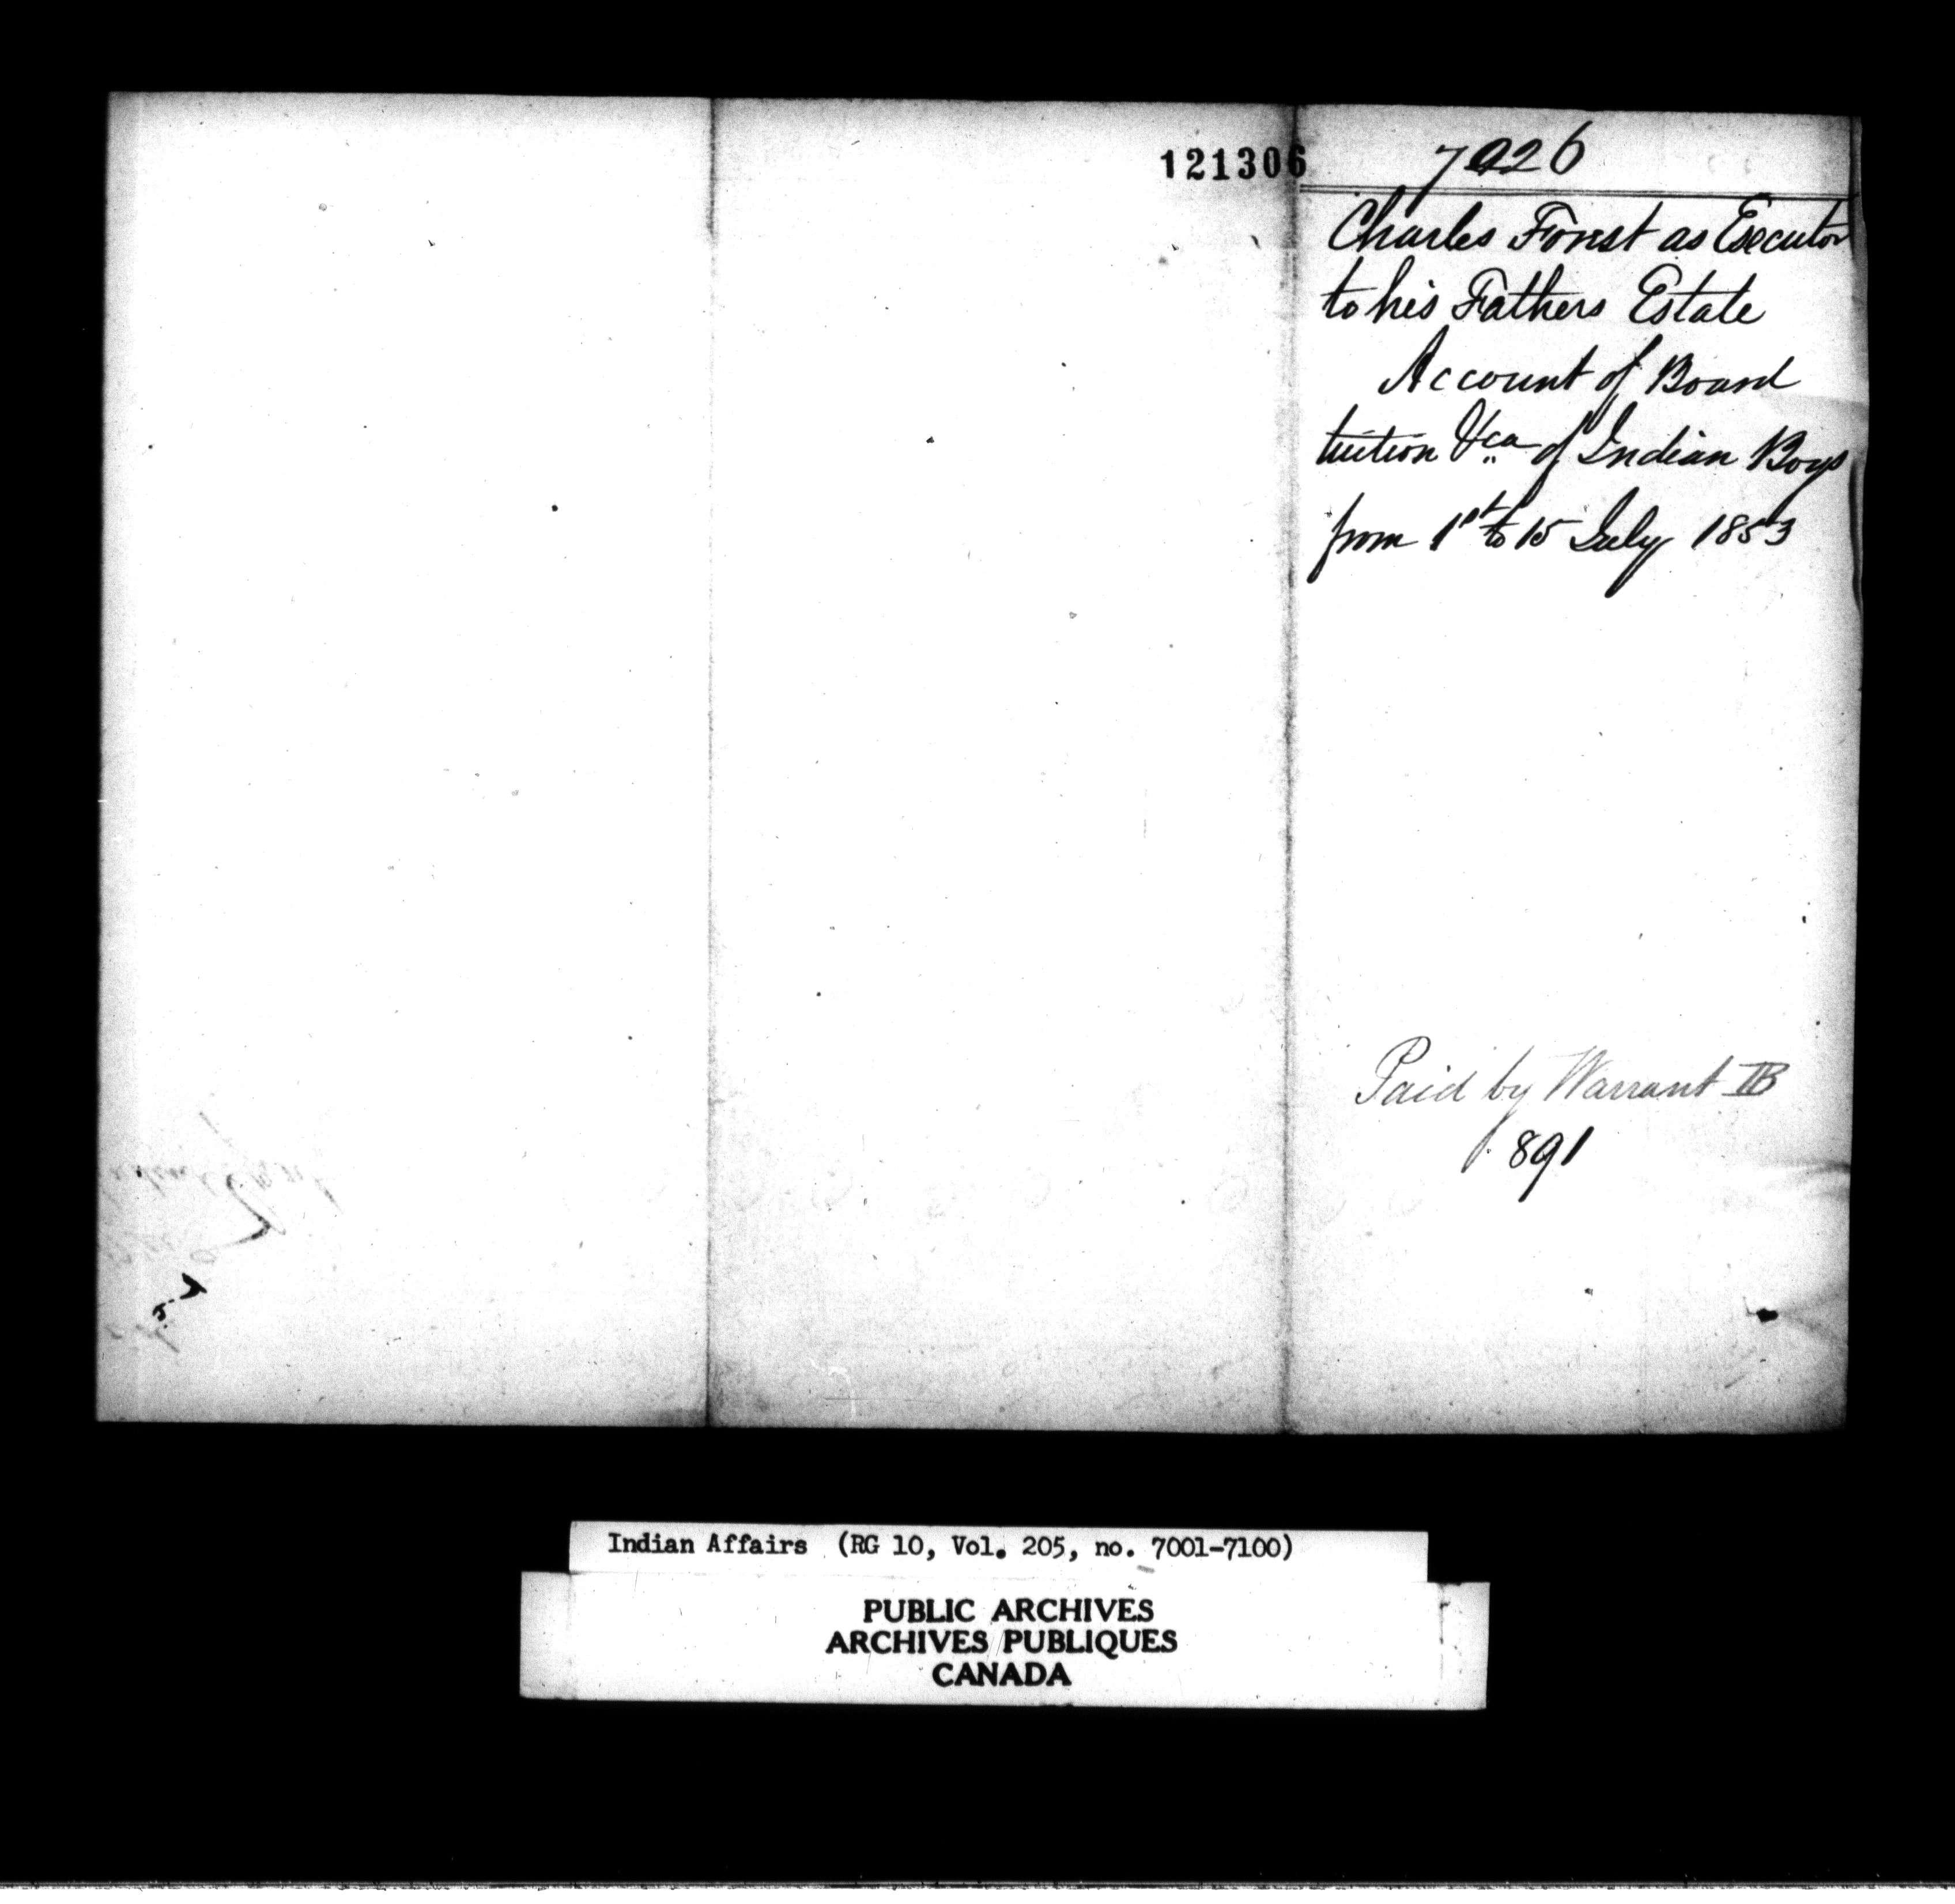 121306
7026
Charles Forest as Executor
to his Fathers Estate
Account of Board
tuition &ca of Indian Boys
from 1st to 15 July 1853
Paid by Warrant IB
891
Indian Affairs (RG 10, Vol. 205, no. 7001-7100)
PUBLIC ARCHIVES
ARCHIVES PUBLIQUES
CANADA